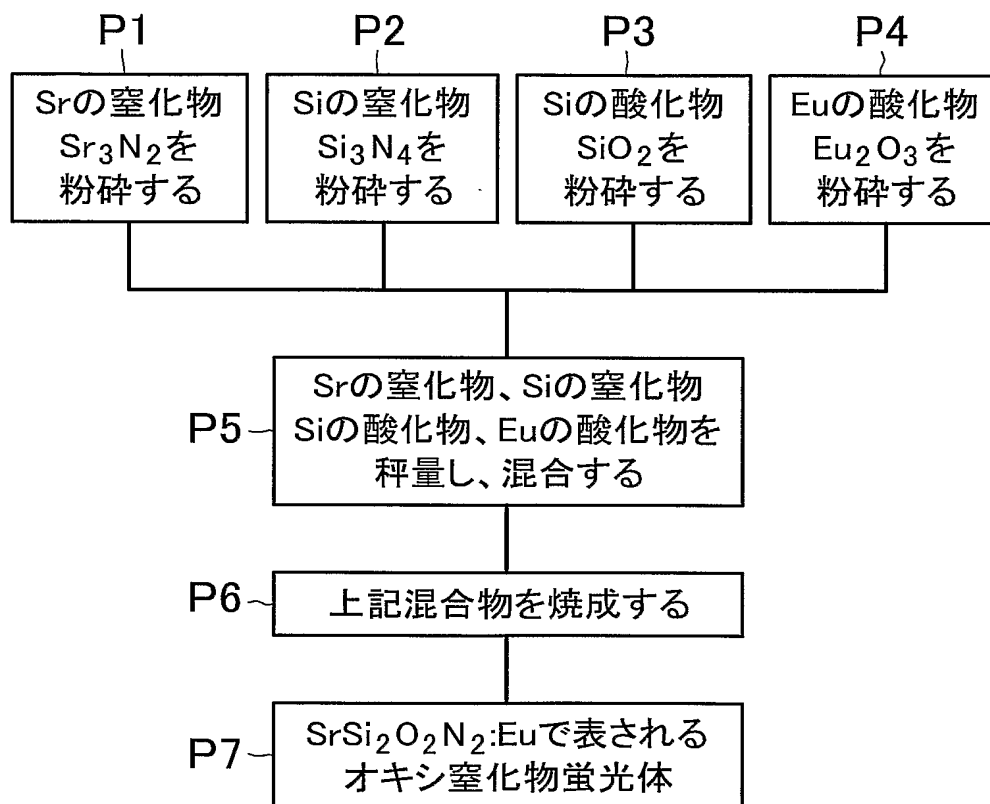 P1
P2
P3
P4
Srの窒化物
Sr₃N₂を
粉砕する
Siの窒化物
Si₃N₄を
粉砕する
Siの酸化物
SiO₂を
粉砕する
Euの酸化物
Eu₂O₃を
粉砕する
P5
Srの窒化物、Siの窒化物
Siの酸化物、Euの酸化物を
秤量し、混合する
P6
上記混合物を焼成する
P7
SrSi₂O₂N₂:Euで表される
オキシ窒化物蛍光体